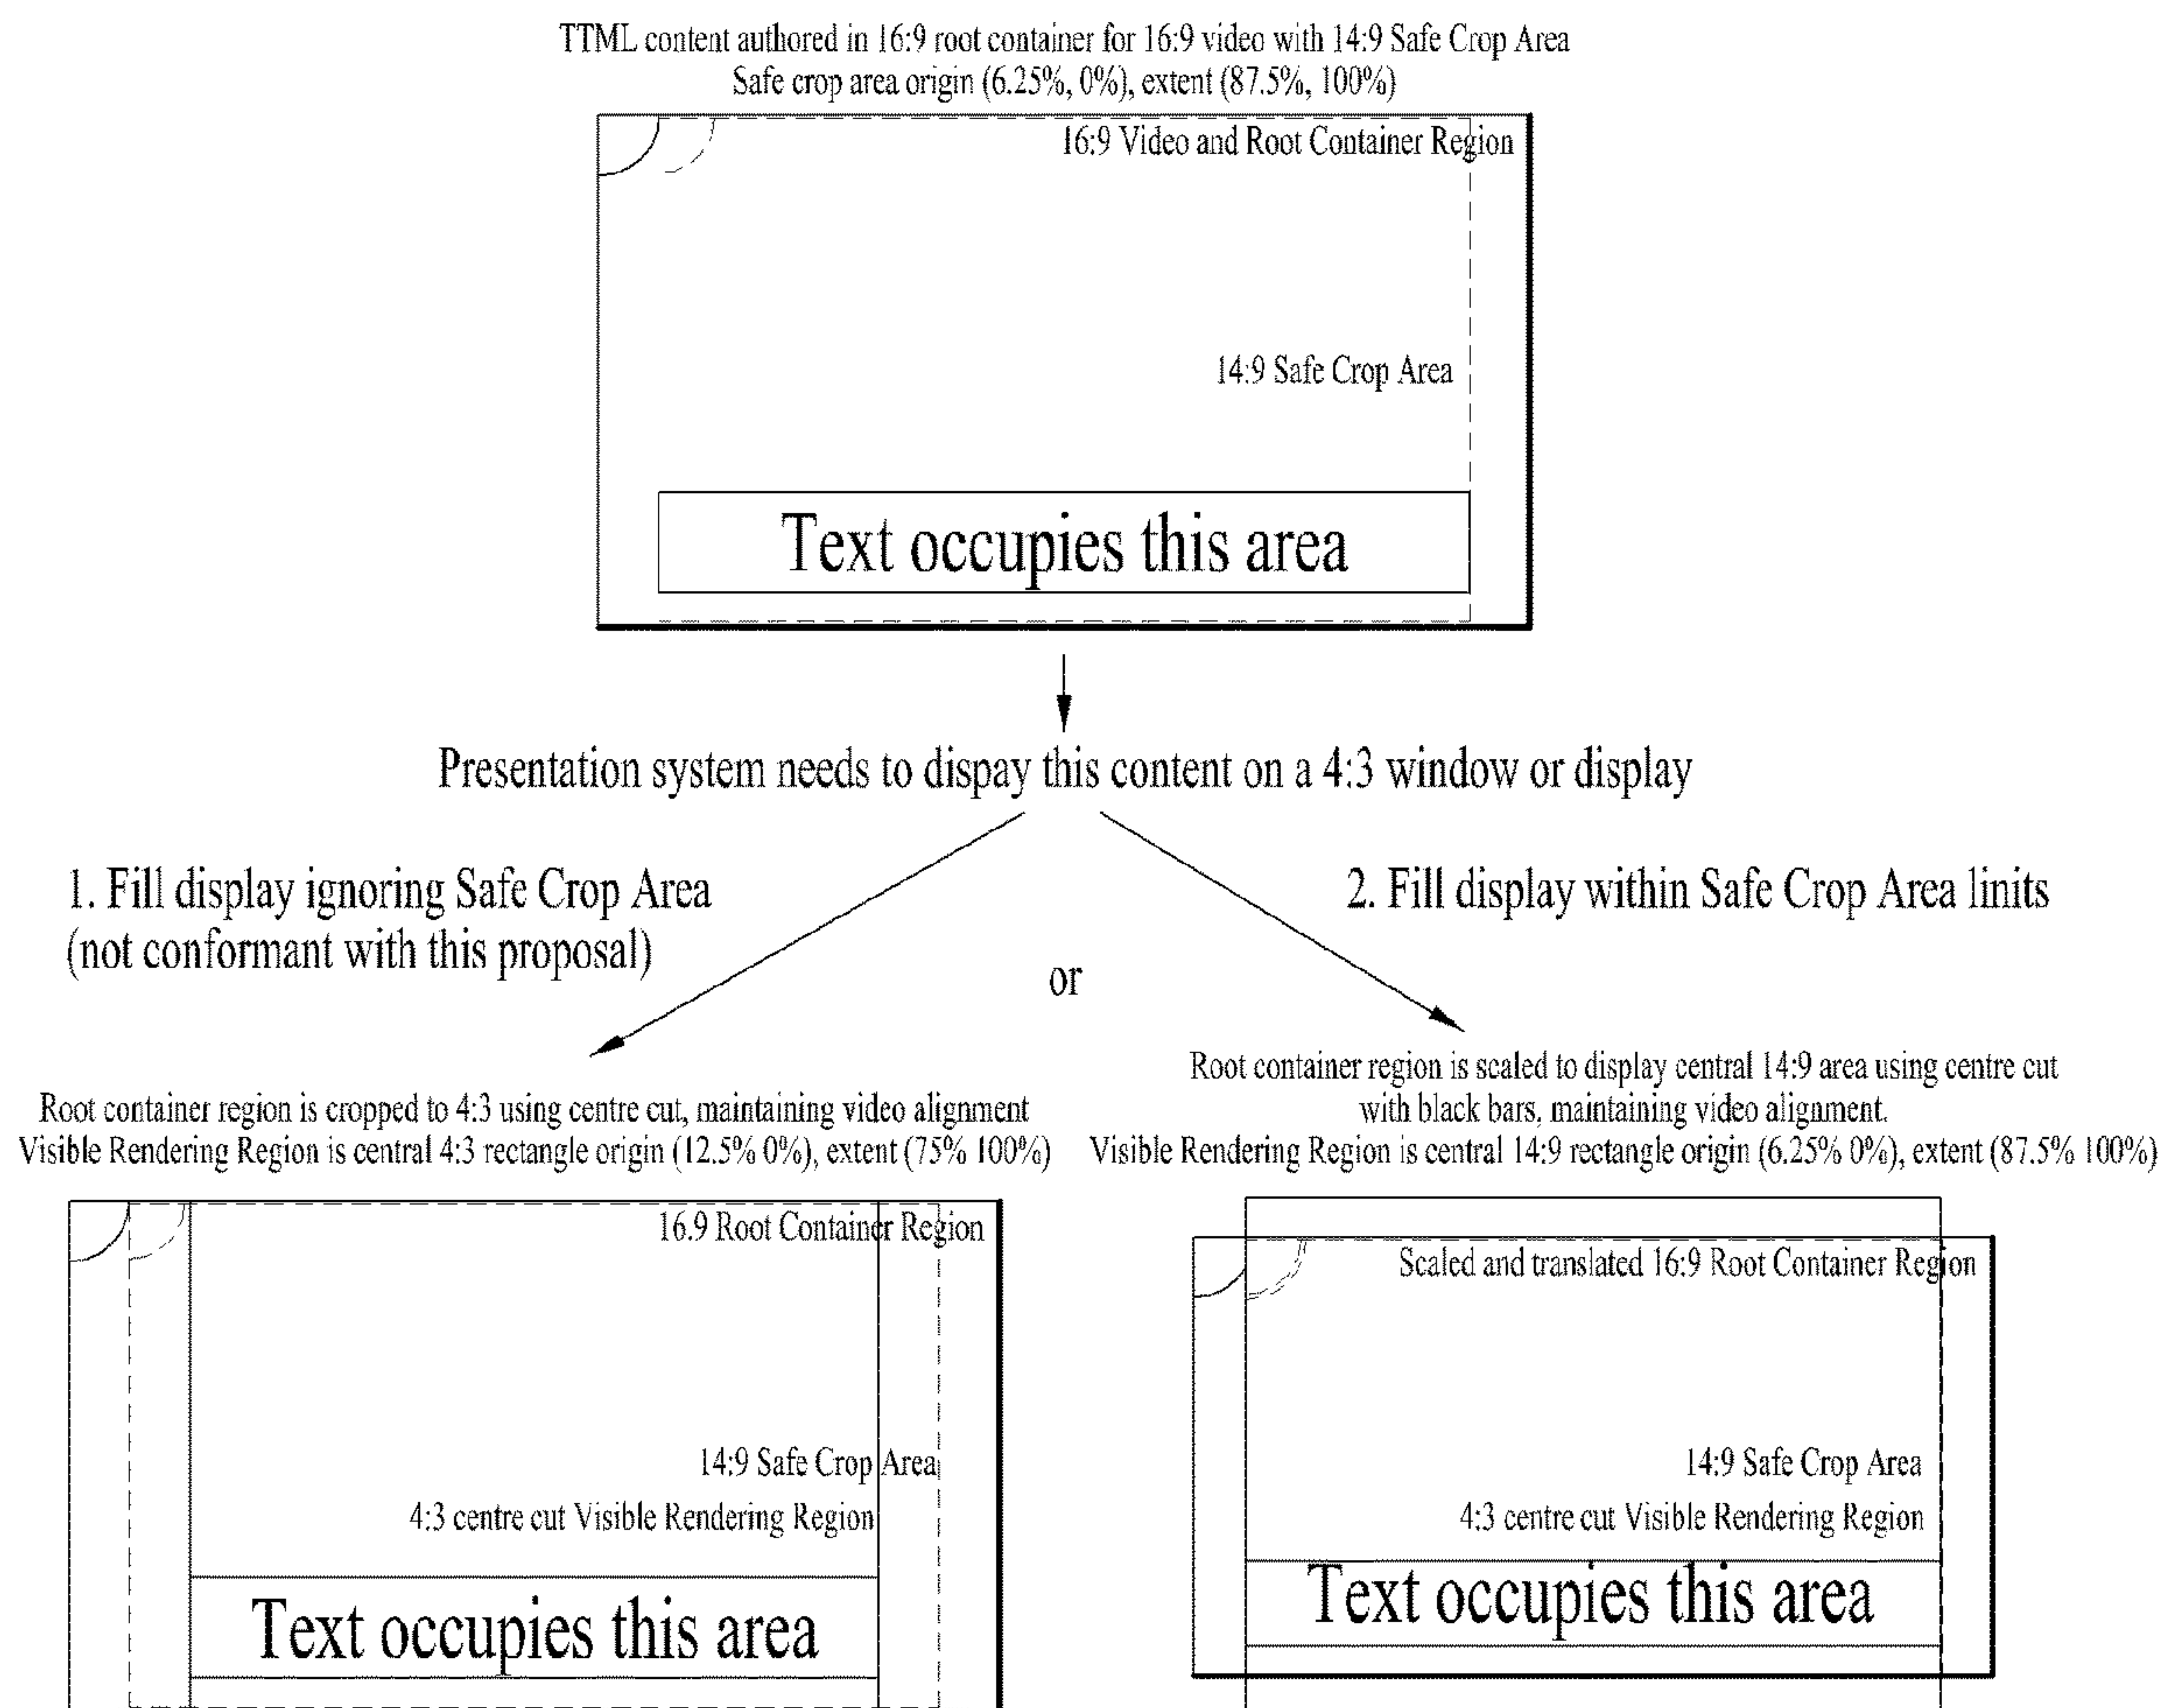 TTML content authored in 16:9 root container for 16:9 video with 14:9 Safe Crop Area
Safe crop area origin (6.25%, 0%), extent (87.5%, 100%)
16:9 Video and Root Container Region
14:9 Safe Crop Area
Text occupies this area
Presentation system needs to dispay this content on a 4:3 window or display
1. Fill display ignoring Safe Crop Area
(not conformant with this proposal)
or
2. Fill display within Safe Crop Area linits
Root container region is cropped to 4:3 using centre cut, maintaining video alignment
Visible Rendering Region is central 4:3 rectangle origin (12.5% 0%), extent (75% 100%)
Root container region is scaled to display central 14:9 area using centre cut
with black bars, maintaining video alignment.
Visible Rendering Region is central 14:9 rectangle origin (6.25% 0%), extent (87.5% 100%)
16.9 Root Container Region
14:9 Safe Crop Area
4:3 centre cut Visible Rendering Region
Text occupies this area
Scaled and translated 16:9 Root Container Region
14:9 Safe Crop Area
4:3 centre cut Visible Rendering Region
Text occupies this area